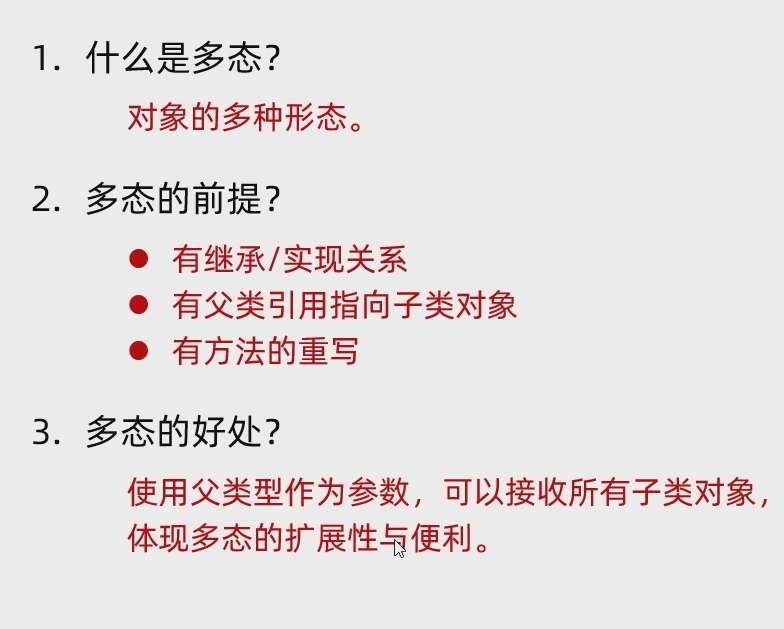 1. 什么是多态？
对象的多种形态。
2. 多态的前提？
● 有继承/实现关系
● 有父类引用指向子类对象
● 有方法的重写
3. 多态的好处？
使用父类型作为参数，可以接收所有子类对象，
体现多态的扩展性与便利。